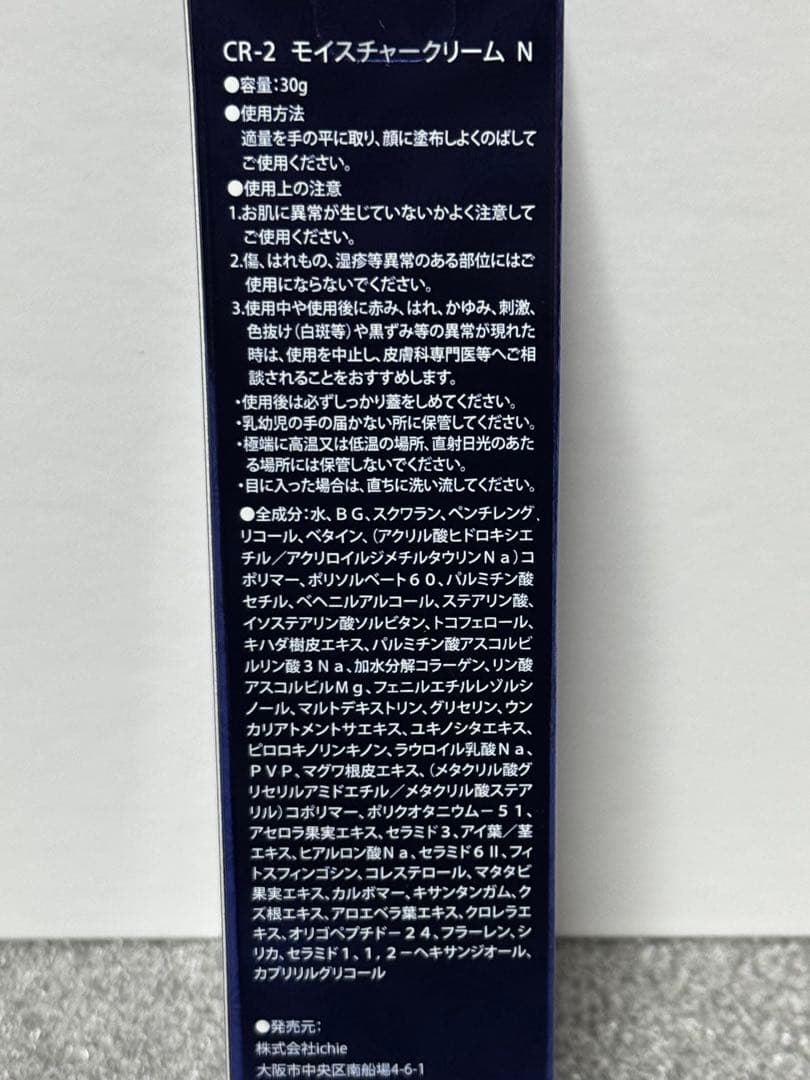 CR-2 モイスチャークリーム N
●容量:30g
●使用方法
適量を手の平に取り、顔に塗布しよくのばして
ご使用ください。
●使用上の注意
1.お肌に異常が生じていないかよく注意して
ご使用ください。
2.傷、はれもの、湿疹等異常のある部位にはご
使用にならないでください。
3.使用中や使用後に赤み、はれ、かゆみ、刺激、
色抜け(白斑等)や黒ずみ等の異常が現れた
時は、使用を中止し、皮膚科専門医等へご相
談されることをおすすめします。
・使用後は必ずしっかり蓋をしめてください。
・乳幼児の手の届かない所に保管してください。
・極端に高温又は低温の場所、直射日光のあた
る場所には保管しないでください。
・目に入った場合は、直ちに洗い流してください。
●全成分:水、BG、スクワラン、ペンチレング
リコール、ベタイン、(アクリル酸ヒドロキシエ
チル/アクリロイルジメチルタウリンNa)コ
ポリマー、ポリソルベート60、パルミチン酸
セチル、ベヘニルアルコール、ステアリン酸、
イソステアリン酸ソルビタン、トコフェロール、
キハダ樹皮エキス、パルミチン酸アスコルビ
ルリン酸3Na、加水分解コラーゲン、リン酸
アスコルビルMg、フェニルエチルレゾルシ
ノール、マルトデキストリン、グリセリン、ウン
カリアトメントサエキス、ユキノシタエキス、
ピロロキノリンキノン、ラウロイル乳酸Na、
PVP、マグワ根皮エキス、(メタクリル酸グ
リセリルアミドエチル/メタクリル酸ステア
リル)コポリマー、ポリクオタニウム－51、
アセロラ果実エキス、セラミド3、アイ葉/茎
エキス、ヒアルロン酸Na、セラミド6Ⅱ、フィ
トスフィンゴシン、コレステロール、マタタビ
果実エキス、カルボマー、キサンタンガム、ク
ズ根エキス、アロエベラ葉エキス、クロレラエ
キス、オリゴペプチド－24、フラーレン、シ
リカ、セラミド1、1，2－ヘキサンジオール、
カプリリルグリコール
●発売元:
株式会社ichie
大阪市中央区南船場4-6-1